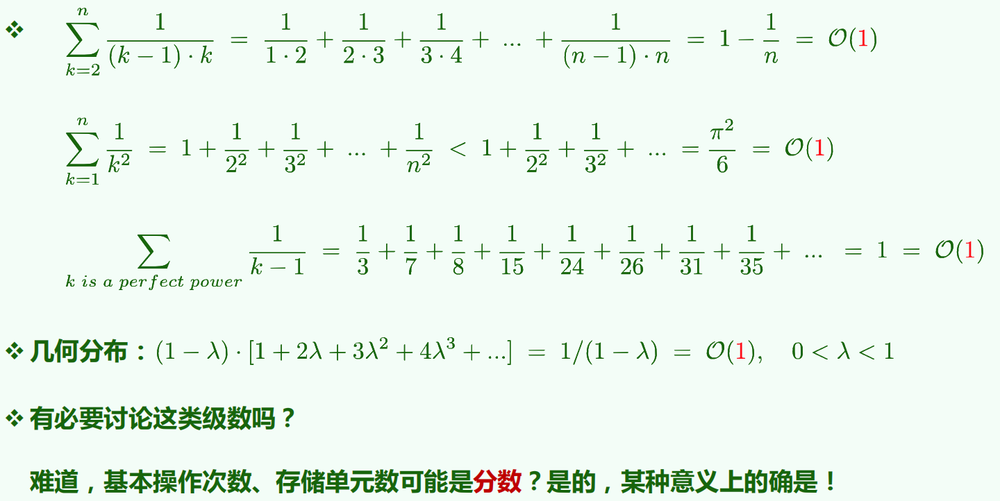 ❖ \sum_{k=2}^{n} \frac{1}{(k-1)\cdot k} = \frac{1}{1\cdot 2} + \frac{1}{2\cdot 3} + \frac{1}{3\cdot 4} + ... + \frac{1}{(n-1)\cdot n} = 1 - \frac{1}{n} = \mathcal{O}(1)
\sum_{k=1}^{n} \frac{1}{k^2} = 1 + \frac{1}{2^2} + \frac{1}{3^2} + ... + \frac{1}{n^2} < 1 + \frac{1}{2^2} + \frac{1}{3^2} + ... = \frac{\pi^2}{6} = \mathcal{O}(1)
\sum_{k\ is\ a\ perfect\ power} \frac{1}{k-1} = \frac{1}{3} + \frac{1}{7} + \frac{1}{8} + \frac{1}{15} + \frac{1}{24} + \frac{1}{26} + \frac{1}{31} + \frac{1}{35} + ... = 1 = \mathcal{O}(1)
❖ 几何分布：(1-\lambda)\cdot[1+2\lambda+3\lambda^2+4\lambda^3+...] = 1/(1-\lambda) = \mathcal{O}(1), 0<\lambda<1
❖ 有必要讨论这类级数吗？
难道，基本操作次数、存储单元数可能是分数？是的，某种意义上的确是！